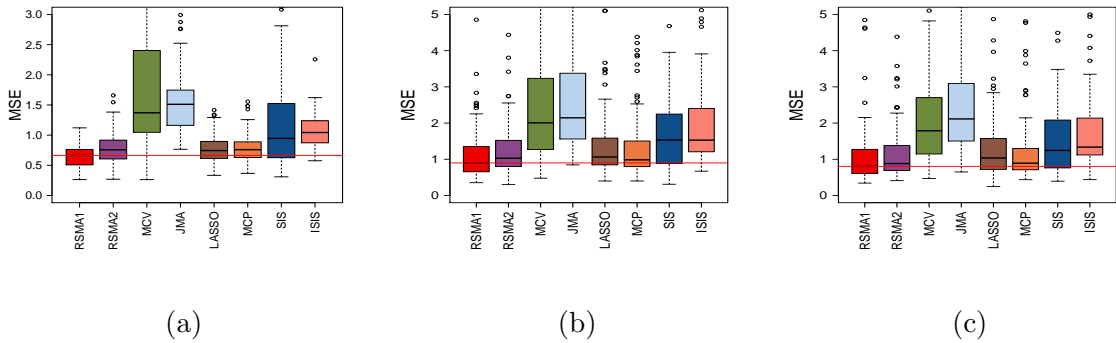 MSE
3.0
2.5
2.0
1.5
1.0
0.5
0.0
RSMA1
RSMA2
MCV
JMA
LASSO
MCP
SIS
ISIS
(a)
MSE
5
4
3
2
1
0
RSMA1
RSMA2
MCV
JMA
LASSO
MCP
SIS
ISIS
(b)
MSE
5
4
3
2
1
0
RSMA1
RSMA2
MCV
JMA
LASSO
MCP
SIS
ISIS
(c)